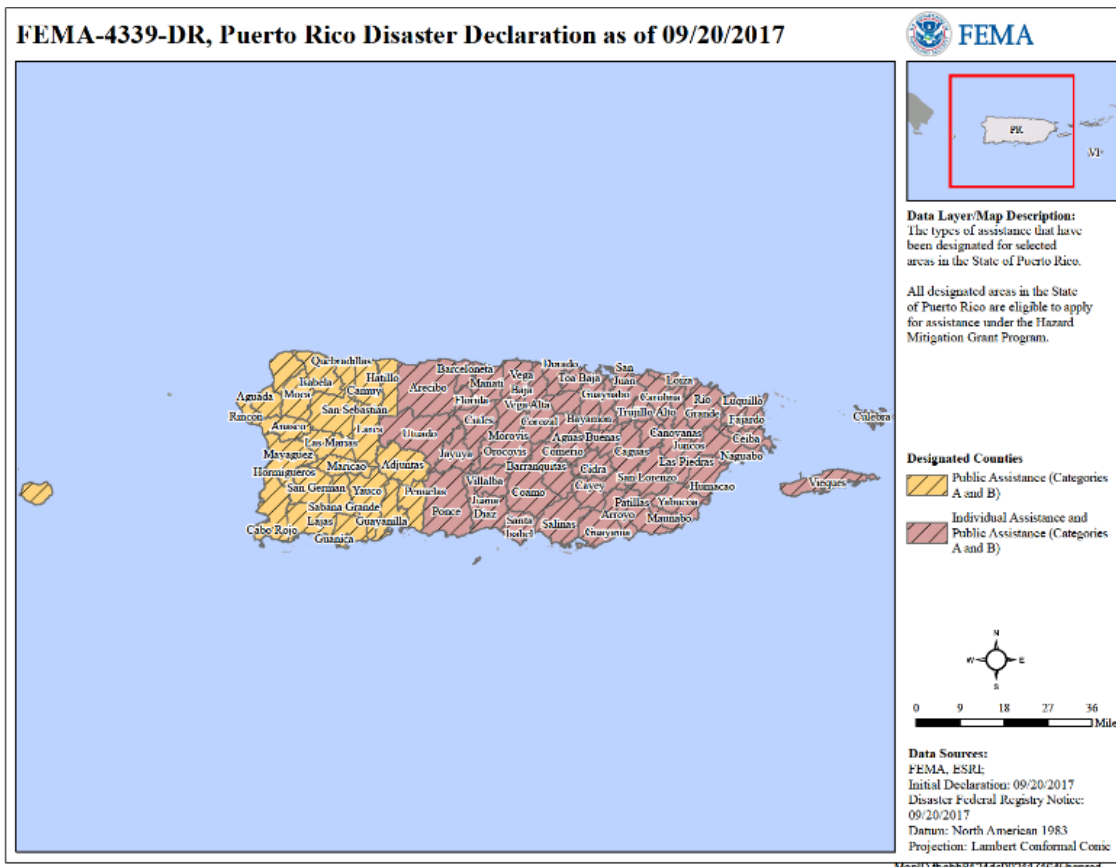 FEMA-4339-DR, Puerto Rico Disaster Declaration as of 09/20/2017
FEMA
PR
VI
Data Layer/Map Description:
The types of assistance that have
been designated for selected
areas in the State of Puerto Rico.
All designated areas in the State
of Puerto Rico are eligible to apply
for assistance under the Hazard
Mitigation Grant Program.
Quebradillas
Isabela
Hatillo
Camuy
Aguada
Moca
Rincon
San Sebastian
Anasco
Lares
Las Marias
Mayaguez
Hormigueros
Maricao
Adjuntas
San German
Yauco
Penuelas
Sabana Grande
Cabo Rojo
Lajas
Guayanilla
Guanica
Barceloneta
Arecibo
Manati
Florida
Vega
Baja
Vega Alta
Dorado
Toa Baja
San
Juan
Guaynabo
Loiza
Carolina
Rio
Grande
Luquillo
Fajardo
Trujillo Alto
Utuado
Ciales
Corozal
Bayamon
Morovis
Aguas Buenas
Canovanas
Ceiba
Juncos
Jayuya
Orocovis
Comerio
Caguas
Naguabo
Barranquitas
Cidra
Las Piedras
Villalba
Cayey
San Lorenzo
Humacao
Juana
Diaz
Coamo
Patillas
Yabucoa
Ponce
Santa
Isabel
Salinas
Arroyo
Maunabo
Guayama
Culebra
Vieques
Designated Counties
Public Assistance (Categories
A and B)
Individual Assistance and
Public Assistance (Categories
A and B)
N
W
E
S
0 9 18 27 36
Mile
Data Sources:
FEMA, ESRI;
Initial Declaration: 09/20/2017
Disaster Federal Registry Notice:
09/20/2017
Datum: North American 1983
Projection: Lambert Conformal Conic